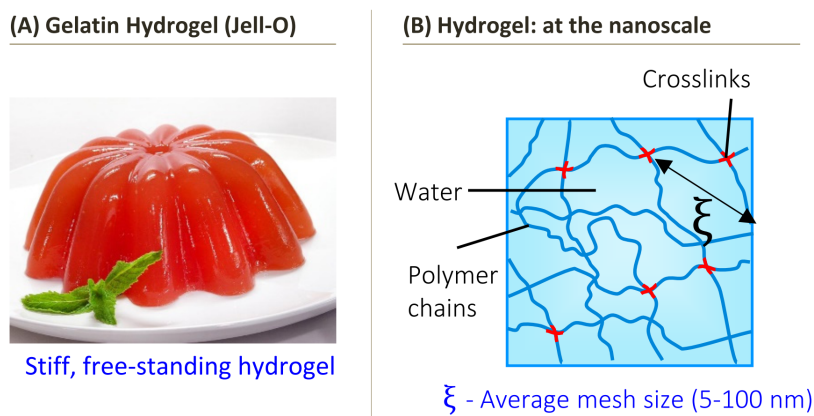 (A) Gelatin Hydrogel (Jell-O)
Stiff, free-standing hydrogel
(B) Hydrogel: at the nanoscale
Crosslinks
Water
ξ
Polymer
chains
ξ - Average mesh size (5-100 nm)